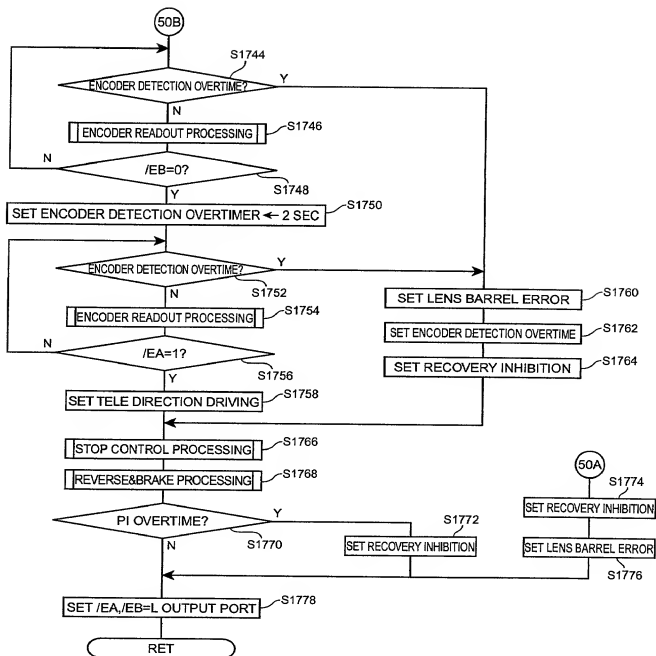 50B
S1744
ENCODER DETECTION OVERTIME?
Y
N
ENCODER READOUT PROCESSING
S1746
N
/EB=0?
S1748
Y
SET ENCODER DETECTION OVERTIMER ← 2 SEC
S1750
ENCODER DETECTION OVERTIME?
Y
S1752
N
ENCODER READOUT PROCESSING
S1754
N
/EA=1?
S1756
Y
SET TELE DIRECTION DRIVING
S1758
SET LENS BARREL ERROR
S1760
SET ENCODER DETECTION OVERTIME
S1762
SET RECOVERY INHIBITION
S1764
STOP CONTROL PROCESSING
S1766
REVERSE&BRAKE PROCESSING
S1768
PI OVERTIME?
Y
S1770
N
S1772
SET RECOVERY INHIBITION
50A
S1774
SET RECOVERY INHIBITION
SET LENS BARREL ERROR
S1776
SET /EA,/EB=L OUTPUT PORT
S1778
RET